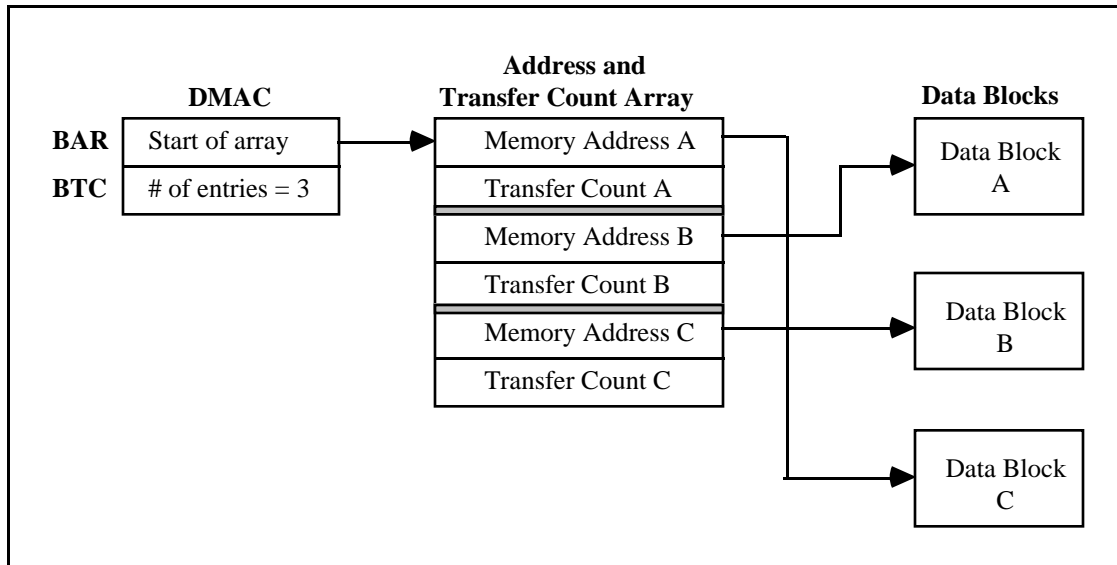 DMAC
BAR
Start of array
BTC
# of entries = 3
Address and
Transfer Count Array
Memory Address A
Transfer Count A
Memory Address B
Transfer Count B
Memory Address C
Transfer Count C
Data Blocks
Data Block
A
Data Block
B
Data Block
C